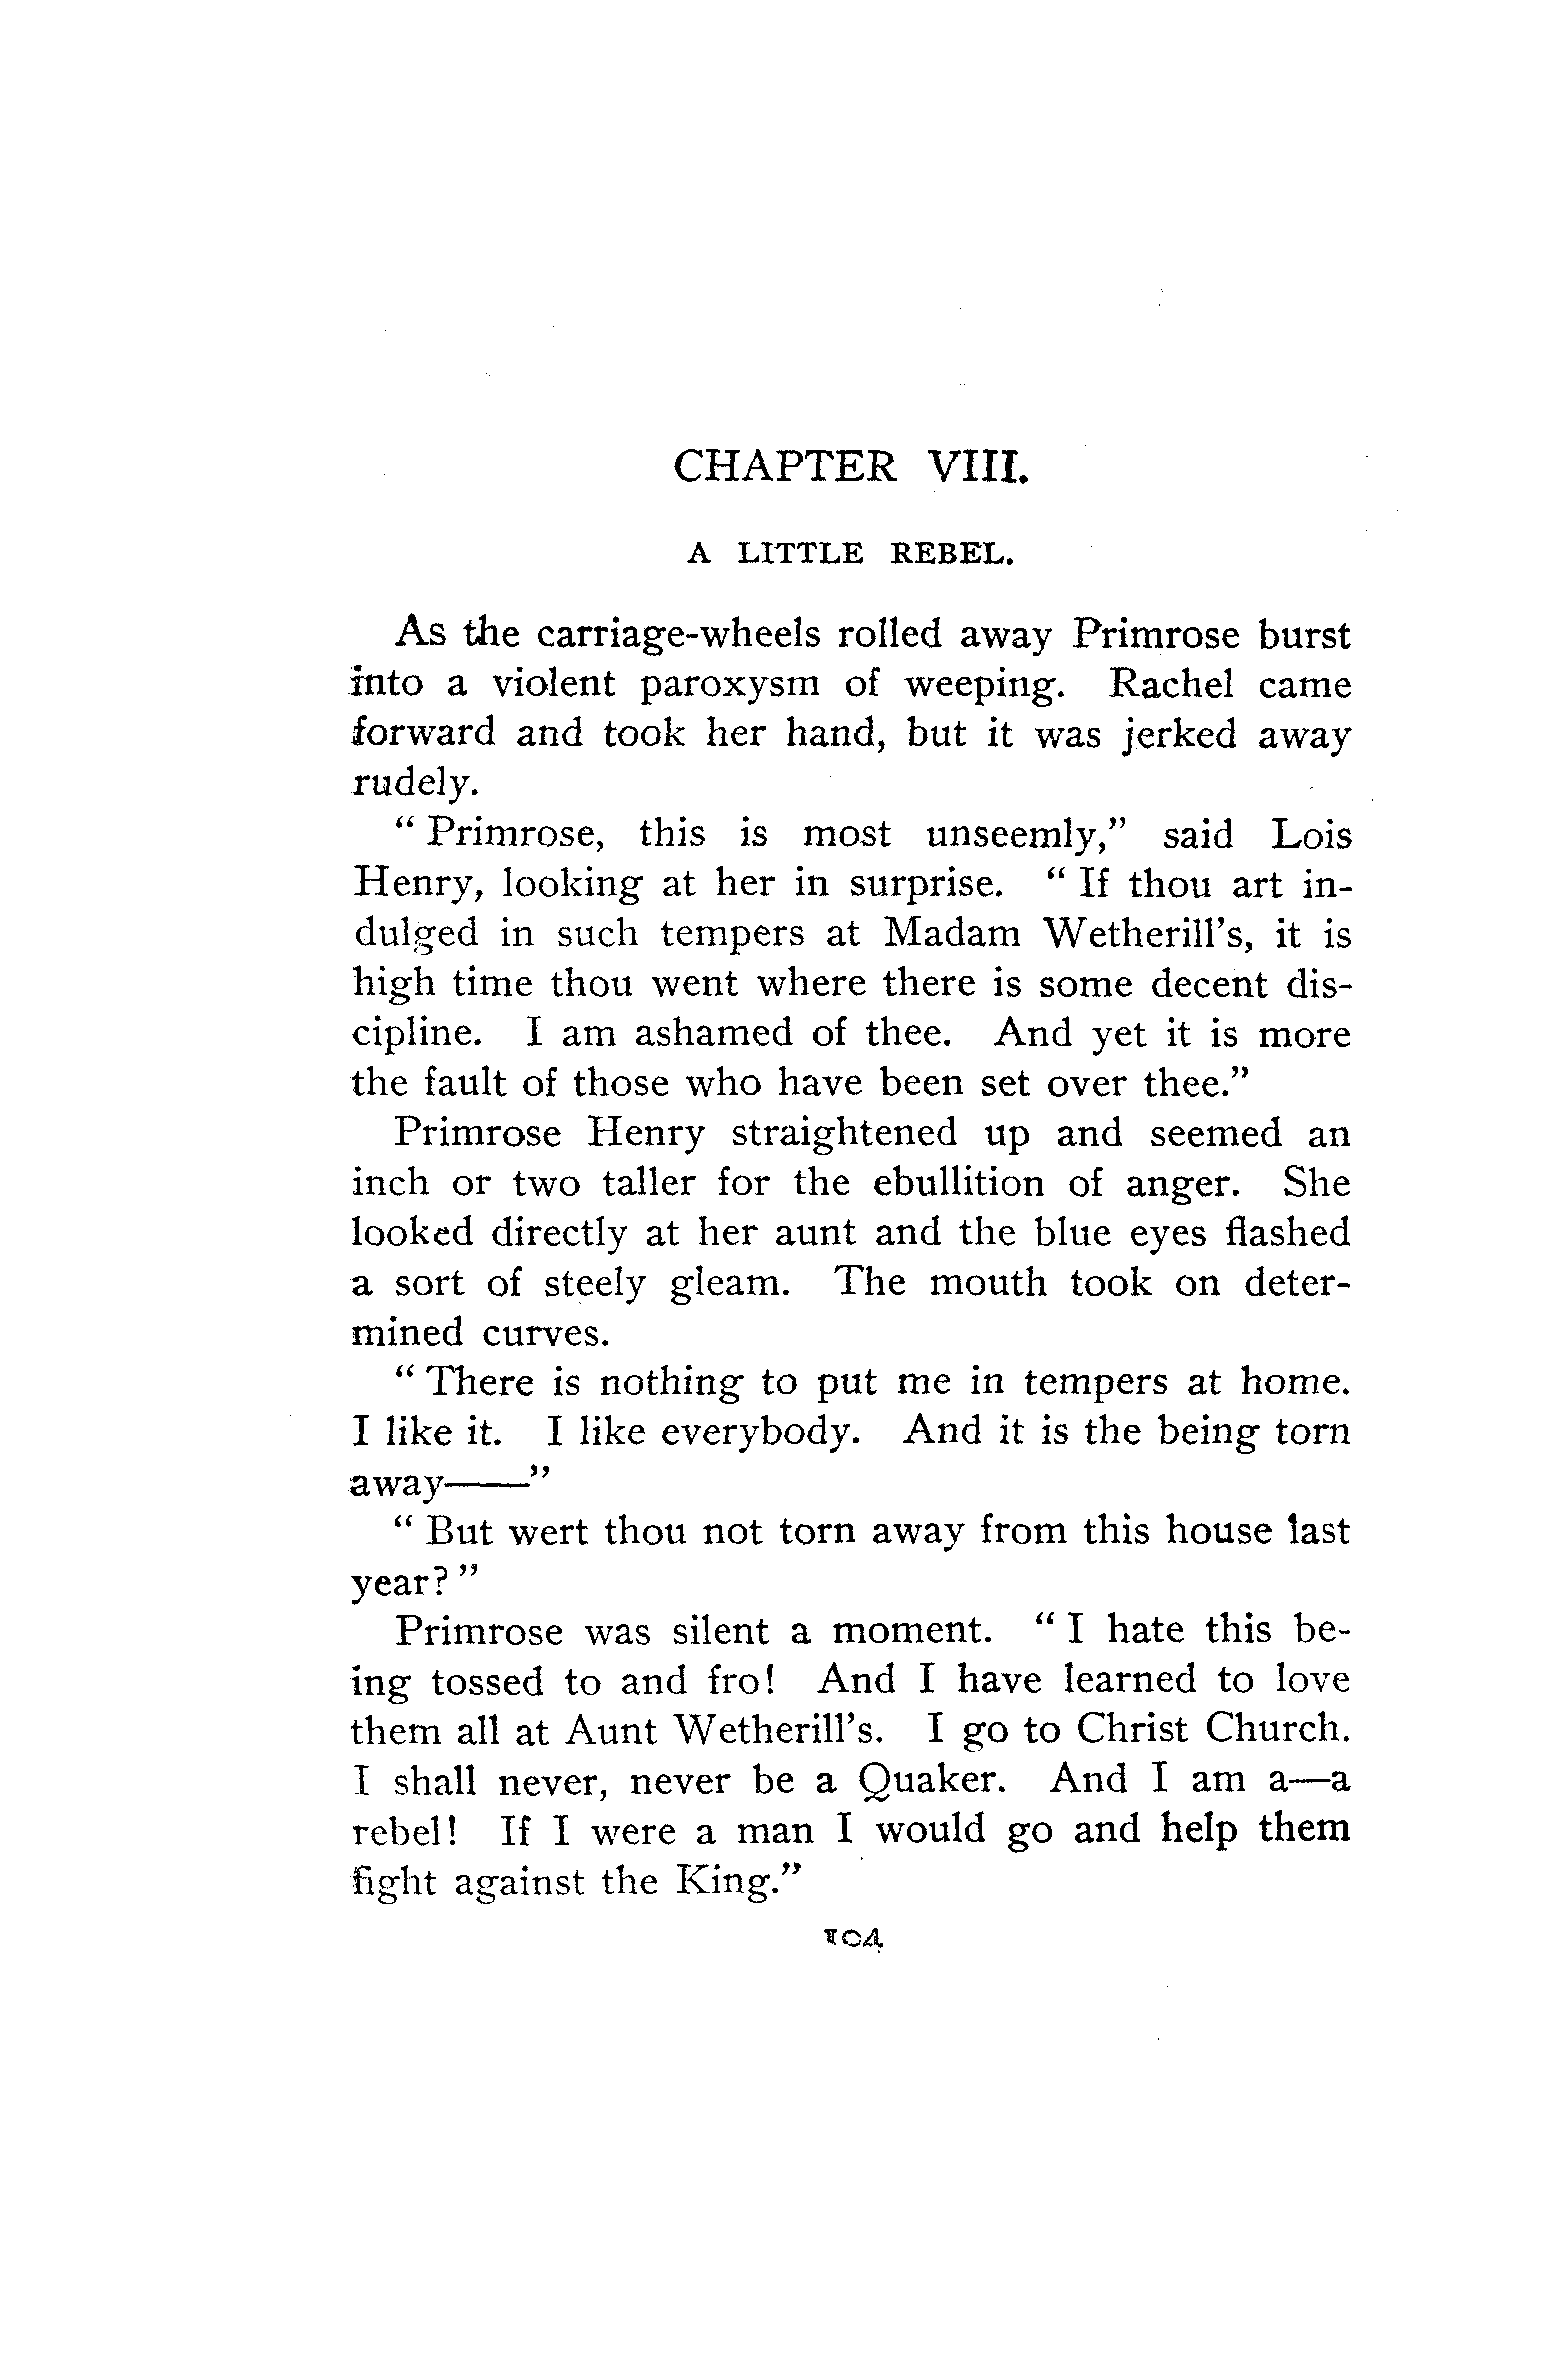 CHAPTER VIII.
A LITTLE REBEL.
As the carriage-wheels rolled away Primrose burst
into a violent paroxysm of weeping. Rachel came
forward and took her hand, but it was jerked away
rudely.
“ Primrose, this is most unseemly,” said Lois
Henry, looking at her in surprise. “ If thou art in-
dulged in such tempers at Madam Wetherill’s, it is
high time thou went where there is some decent dis-
cipline. I am ashamed of thee. And yet it is more
the fault of those who have been set over thee.”
Primrose Henry straightened up and seemed an
inch or two taller for the ebullition of anger. She
looked directly at her aunt and the blue eyes flashed
a sort of steely gleam. The mouth took on deter-
mined curves.
“ There is nothing to put me in tempers at home.
I like it. I like everybody. And it is the being torn
away——”
“ But wert thou not torn away from this house last
year? ”
Primrose was silent a moment. “ I hate this be-
ing tossed to and fro! And I have learned to love
them all at Aunt Wetherill’s. I go to Christ Church.
I shall never, never be a Quaker. And I am a—a
rebel! If I were a man I would go and help them
fight against the King.”
104